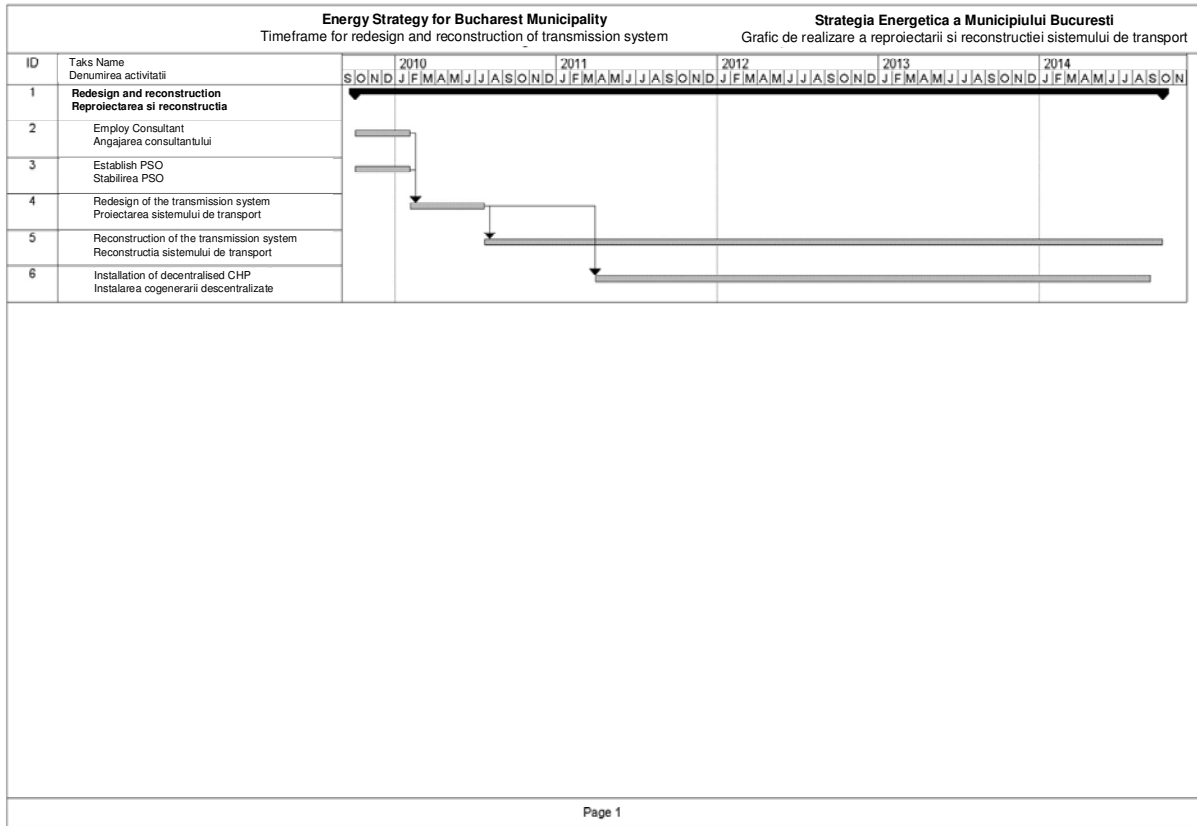 Energy Strategy for Bucharest Municipality
Timeframe for redesign and reconstruction of transmission system
Strategia Energetica a Municipiului Bucuresti
Grafic de realizare a reproiectarii si reconstructiei sistemului de transport
ID
Taks Name
Denumirea activitatii
2010 2011 2012 2013 2014
S O N D J F M A M J J A S O N D J F M A M J J A S O N D J F M A M J J A S O N D J F M A M J J A S O N D J F M A M J J A S O N
1
Redesign and reconstruction
Reproiectarea si reconstructia
2
Employ Consultant
Angajarea consultantului
3
Establish PSO
Stabilirea PSO
4
Redesign of the transmission system
Proiectarea sistemului de transport
5
Reconstruction of the transmission system
Reconstructia sistemului de transport
6
Installation of decentralised CHP
Instalarea cogenerarii descentralizate
Page 1